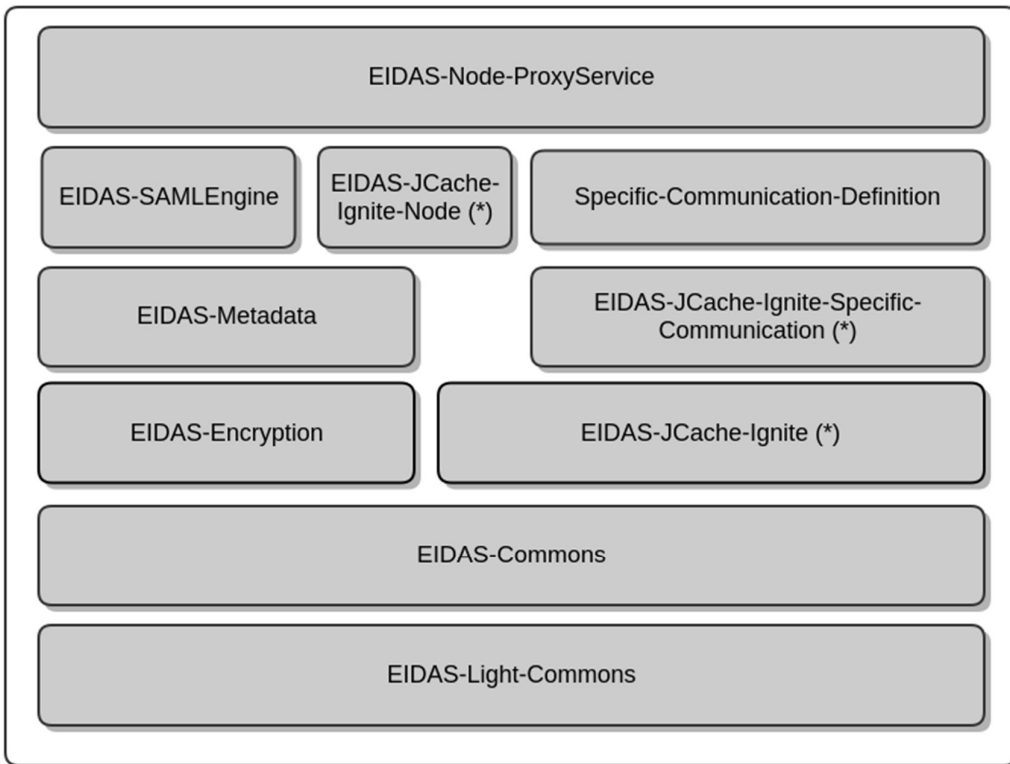 EIDAS-Node-ProxyService
EIDAS-SAMLEngine
EIDAS-JCache-
Ignite-Node (*)
Specific-Communication-Definition
EIDAS-Metadata
EIDAS-JCache-Ignite-Specific-
Communication (*)
EIDAS-Encryption
EIDAS-JCache-Ignite (*)
EIDAS-Commons
EIDAS-Light-Commons